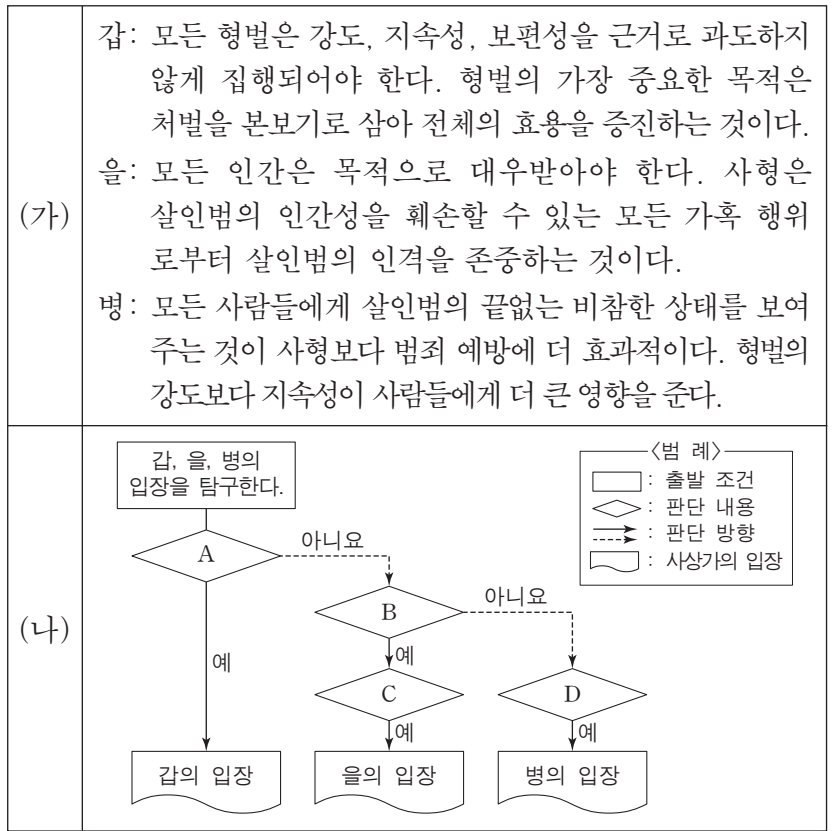 (가)
갑: 모든 형벌은 강도, 지속성, 보편성을 근거로 과도하지
않게 집행되어야 한다. 형벌의 가장 중요한 목적은
처벌을 본보기로 삼아 전체의 효용을 증진하는 것이다.
을: 모든 인간은 목적으로 대우받아야 한다. 사형은
살인범의 인간성을 훼손할 수 있는 모든 가혹 행위
로부터 살인범의 인격을 존중하는 것이다.
병: 모든 사람들에게 살인범의 끝없는 비참한 상태를 보여
주는 것이 사형보다 범죄 예방에 더 효과적이다. 형벌의
강도보다 지속성이 사람들에게 더 큰 영향을 준다.
(나)
갑, 을, 병의
입장을 탐구한다.
〈범 례〉
: 출발 조건
: 판단 내용
: 판단 방향
: 사상가의 입장
A
아니요
B
아니요
예
예
C
D
예
예
갑의 입장
을의 입장
병의 입장